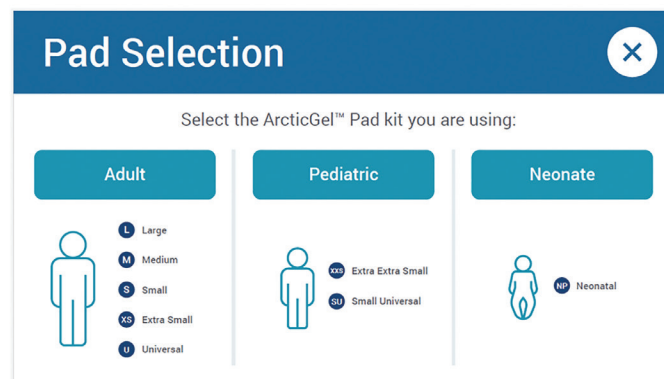 Pad Selection
Select the ArcticGel™ Pad kit you are using:
Adult
L Large
M Medium
S Small
XS Extra Small
U Universal
Pediatric
XXS Extra Extra Small
SU Small Universal
Neonate
NP Neonatal